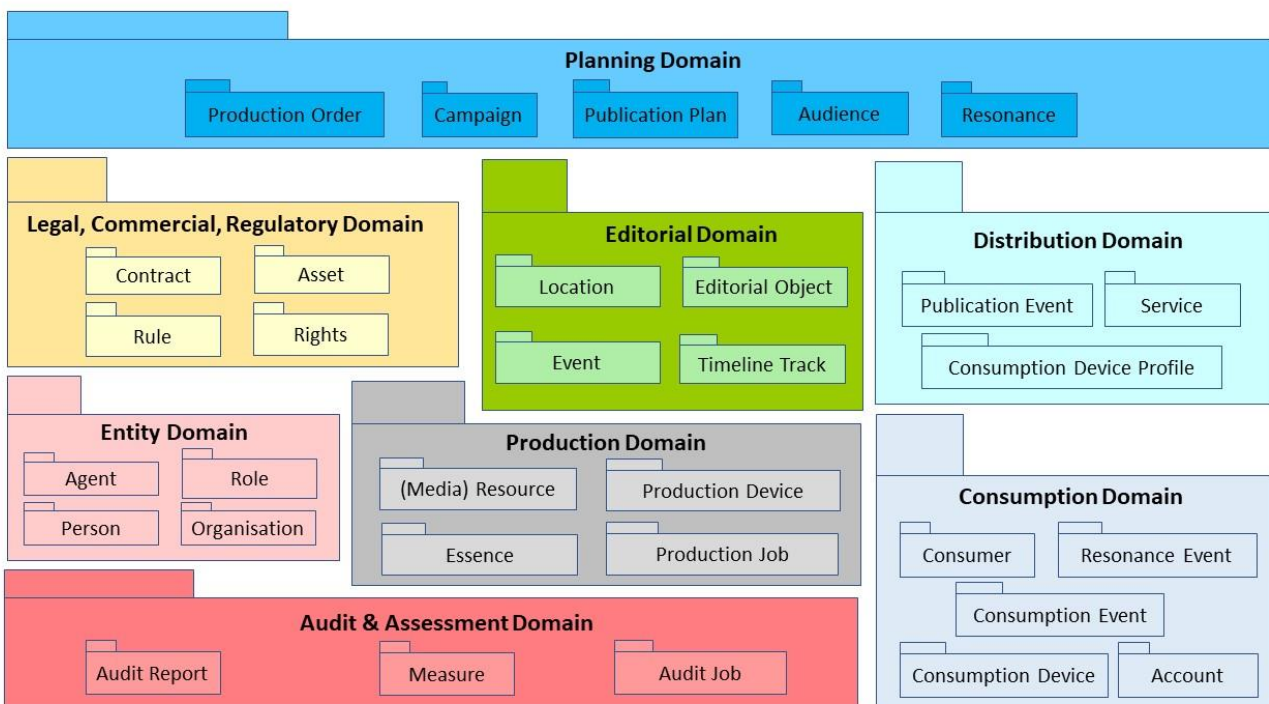 Planning Domain
Production Order
Campaign
Publication Plan
Audience
Resonance
Legal, Commercial, Regulatory Domain
Contract
Asset
Rule
Rights
Editorial Domain
Location
Editorial Object
Event
Timeline Track
Distribution Domain
Publication Event
Service
Consumption Device Profile
Entity Domain
Agent
Role
Person
Organisation
Production Domain
(Media) Resource
Production Device
Essence
Production Job
Consumption Domain
Consumer
Resonance Event
Consumption Event
Consumption Device
Account
Audit & Assessment Domain
Audit Report
Measure
Audit Job